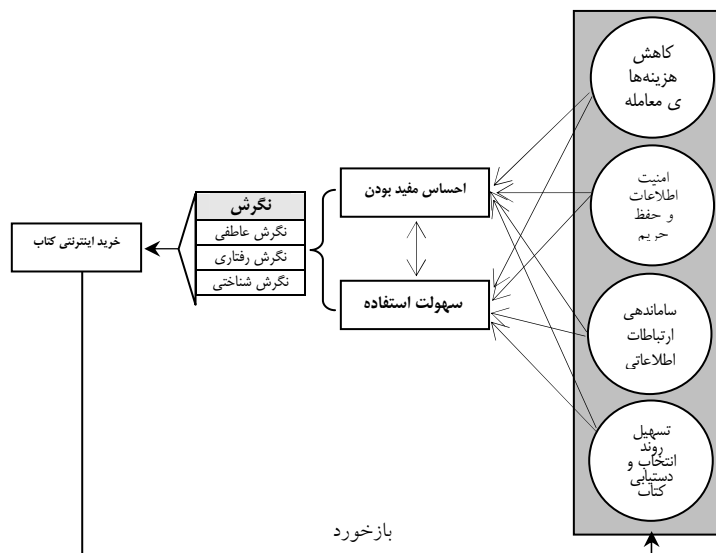 کاهش
هزینه‌ها
ی معامله
امنیت
اطلاعات
و حفظ
حریم
ساماندهی
ارتباطات
اطلاعاتی
تسهیل
روند
انتخاب و
دستیابی
کتاب
احساس مفید بودن
سهولت استفاده
نگرش
نگرش عاطفی
نگرش رفتاری
نگرش شناختی
خرید اینترنتی کتاب
بازخورد